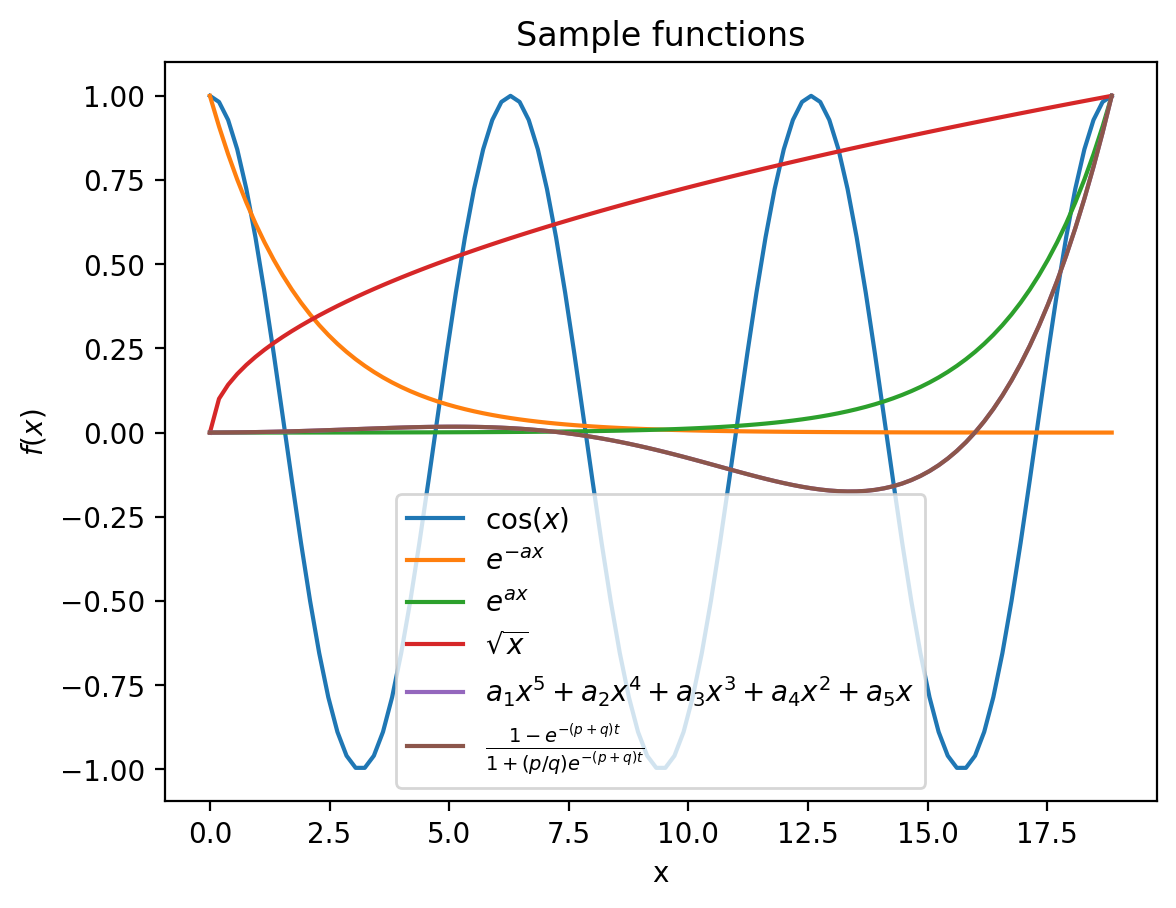 Sample functions
1.00
0.75
0.50
0.25
0.00
−0.25
−0.50
−0.75
−1.00
f(x)
cos(x)
e^{−ax}
e^{ax}
√x
a₁x⁵ + a₂x⁴ + a₃x³ + a₄x² + a₅x
1 − e^{−(p + q)t}
1 + (p/q)e^{−(p + q)t}
0.0 2.5 5.0 7.5 10.0 12.5 15.0 17.5
x